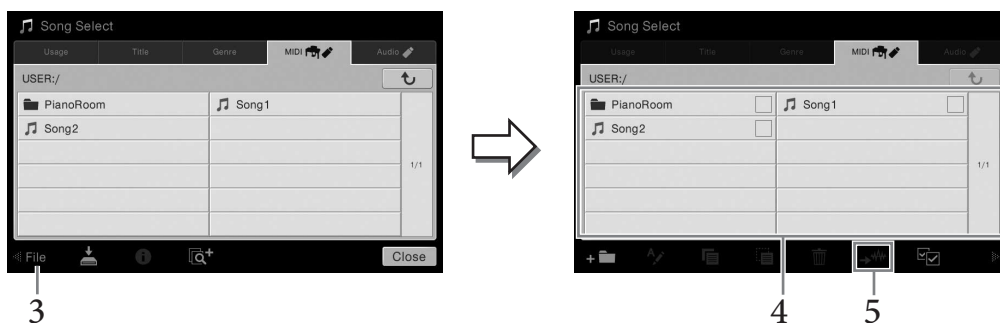 Song Select
Usage Title Genre MIDI Audio
USER:/
PianoRoom Song1
Song2
1/1
File Close
3
Song Select
Usage Title Genre MIDI Audio
USER:/
PianoRoom Song1
Song2
1/1
4 5